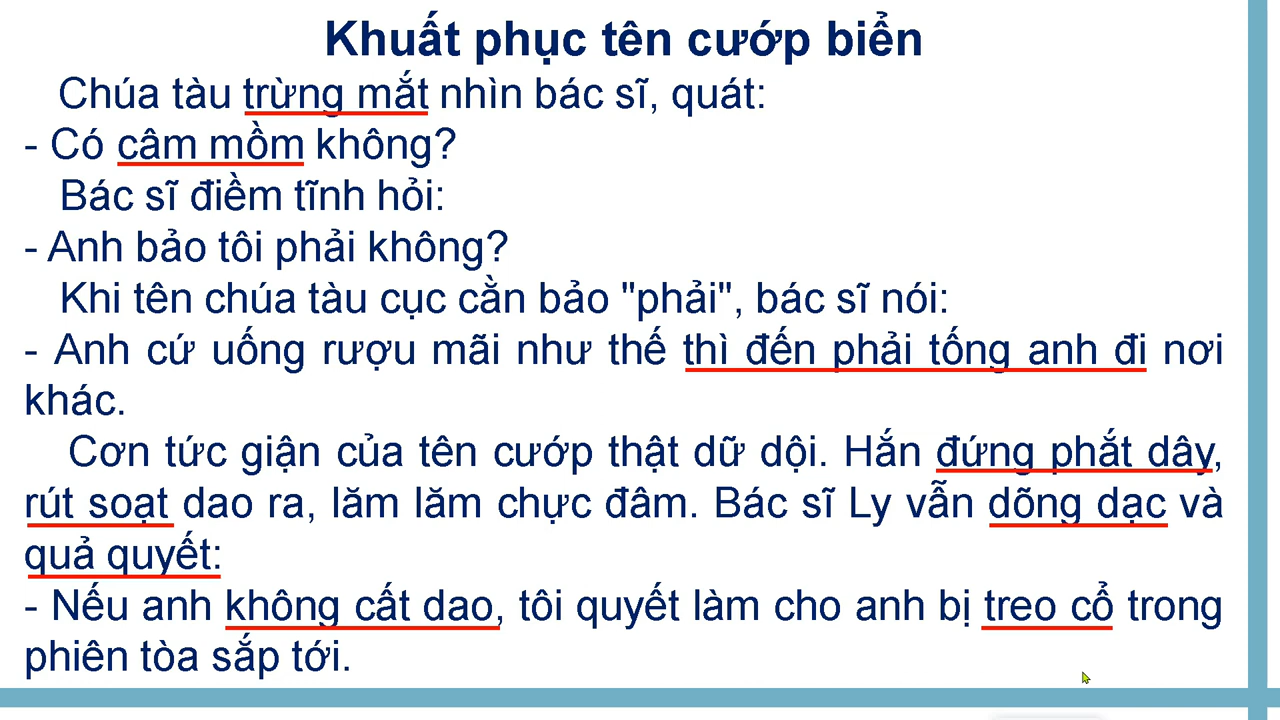 Khuất phục tên cướp biển
Chúa tàu trừng mắt nhìn bác sĩ, quát:
- Có câm mồm không?
Bác sĩ điềm tĩnh hỏi:
- Anh bảo tôi phải không?
Khi tên chúa tàu cục cằn bảo "phải", bác sĩ nói:
- Anh cứ uống rượu mãi như thế thì đến phải tống anh đi nơi
khác.
Cơn tức giận của tên cướp thật dữ dội. Hắn đứng phắt dậy,
rút soạt dao ra, lăm lăm chực đâm. Bác sĩ Ly vẫn dõng dạc và
quả quyết:
- Nếu anh không cất dao, tôi quyết làm cho anh bị treo cổ trong
phiên tòa sắp tới.